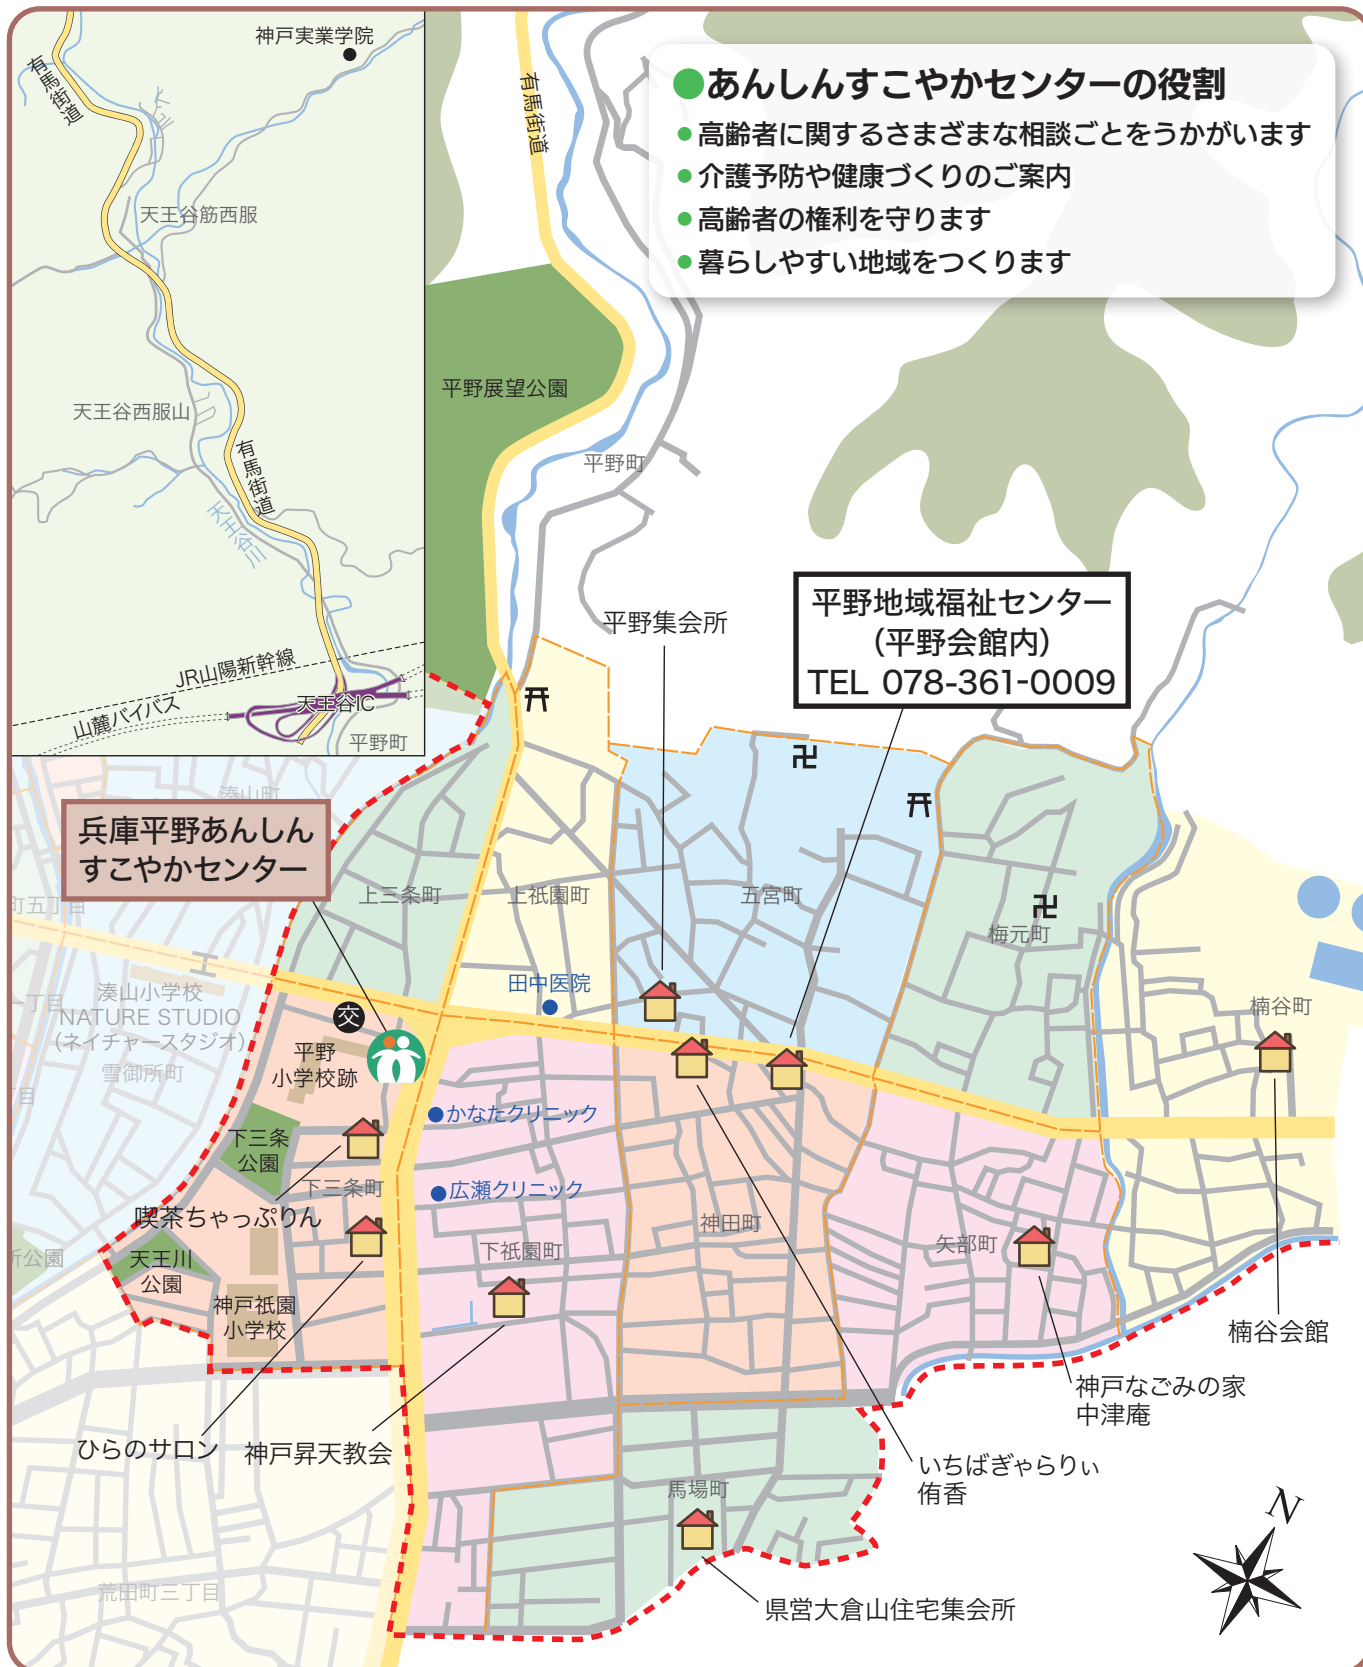 神戸実業学院
有馬街道
天王谷筋西服
天王谷西服山
有馬街道
天王谷川
JR山陽新幹線
天王谷IC
山麓バイパス
平野町
有馬街道
●あんしんすこやかセンターの役割
●高齢者に関するさまざまな相談ごとをうかがいます
●介護予防や健康づくりのご案内
●高齢者の権利を守ります
●暮らしやすい地域をつくります
平野展望公園
平野町
平野集会所
平野地域福祉センター
(平野会館内)
TEL 078-361-0009
湊山町
兵庫平野あんしん
すこやかセンター
町五丁目
上三条町
上祇園町
五宮町
梅元町
田中医院
楠谷町
一丁目
湊山小学校
NATURE STUDIO
(ネイチャースタジオ)
雪御所町
丁目
交
平野
小学校跡
かなたクリニック
下三条
公園
下三条町
広瀬クリニック
喫茶ちゃっぷりん
下祇園町
神田町
矢部町
公園
天王川
公園
神戸祇園
小学校
楠谷会館
神戸なごみの家
中津庵
ひらのサロン
神戸昇天教会
いちばぎゃらりぃ
侑香
馬場町
荒田町三丁目
県営大倉山住宅集会所
N